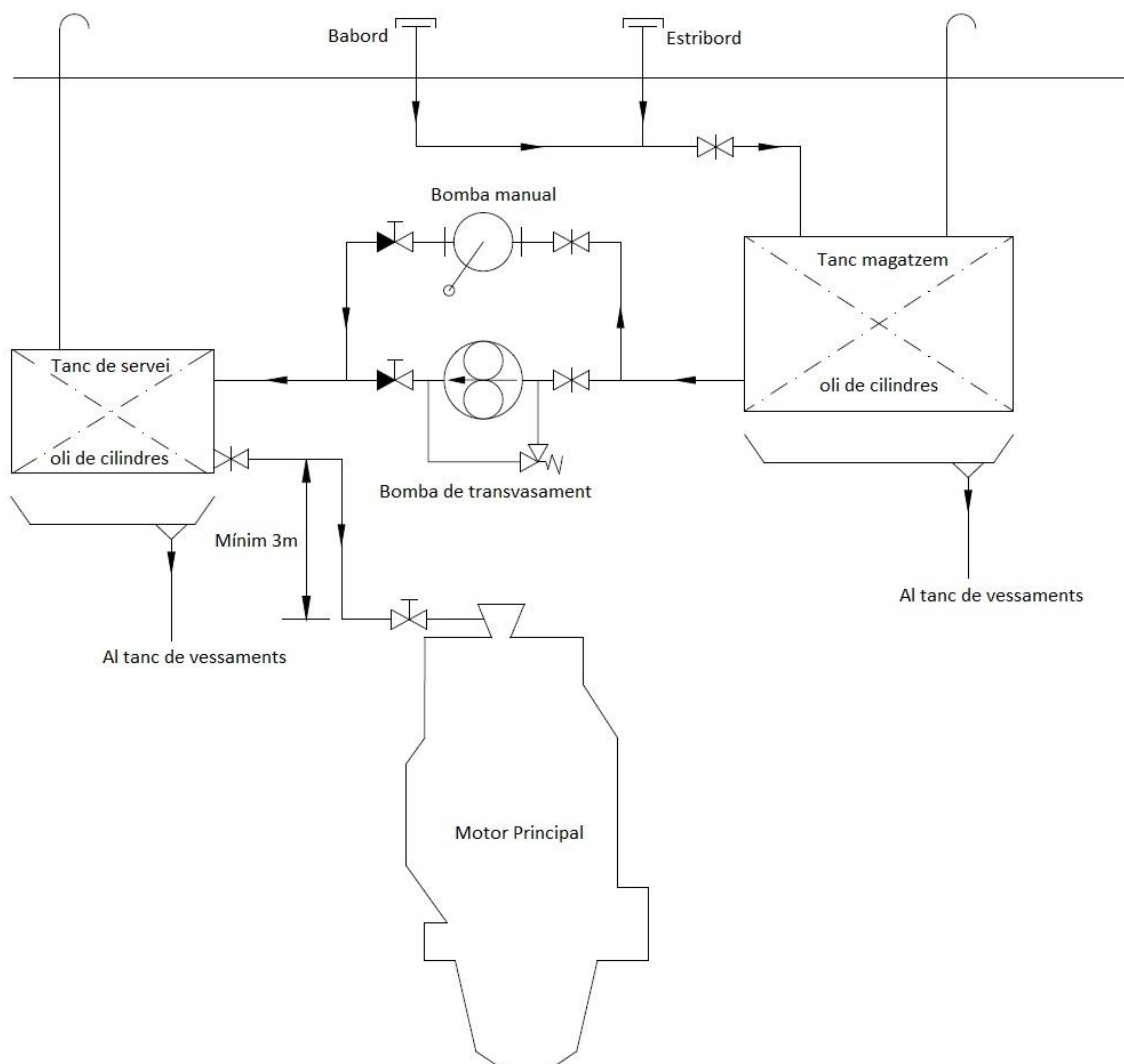 Babord
Estribord
Bomba manual
Tanc magatzem
oli de cilindres
Tanc de servei
oli de cilindres
Bomba de transvasament
Mínim 3m
Al tanc de vessaments
Al tanc de vessaments
Motor Principal